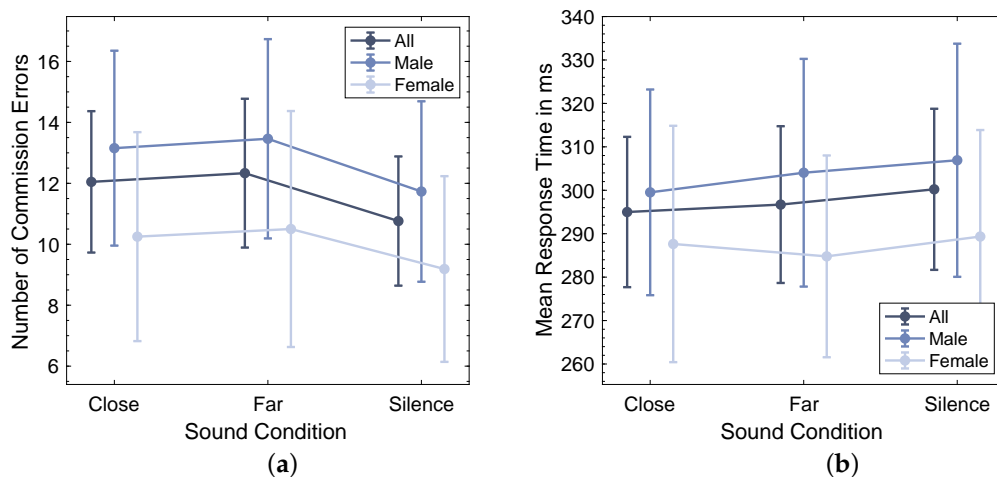 Number of Commission Errors
16
14
12
10
8
6
Close
Far
Silence
Sound Condition
All
Male
Female
(a)
Mean Response Time in ms
340
330
320
310
300
290
280
270
260
Close
Far
Silence
Sound Condition
All
Male
Female
(b)